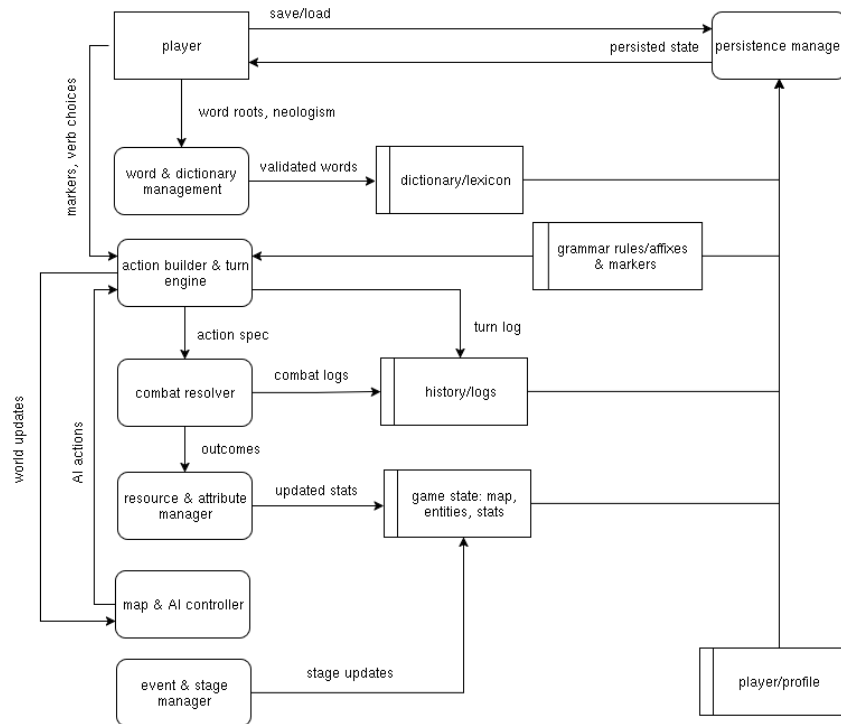 save/load
player
persisted state
persistence manager
markers, verb choices
word roots, neologism
word & dictionary
management
validated words
dictionary/lexicon
action builder & turn
engine
grammar rules/affixes
& markers
action spec
turn log
combat resolver
combat logs
history/logs
world updates
AI actions
outcomes
resource & attribute
manager
updated stats
game state: map,
entities, stats
map & AI controller
event & stage
manager
stage updates
player/profile